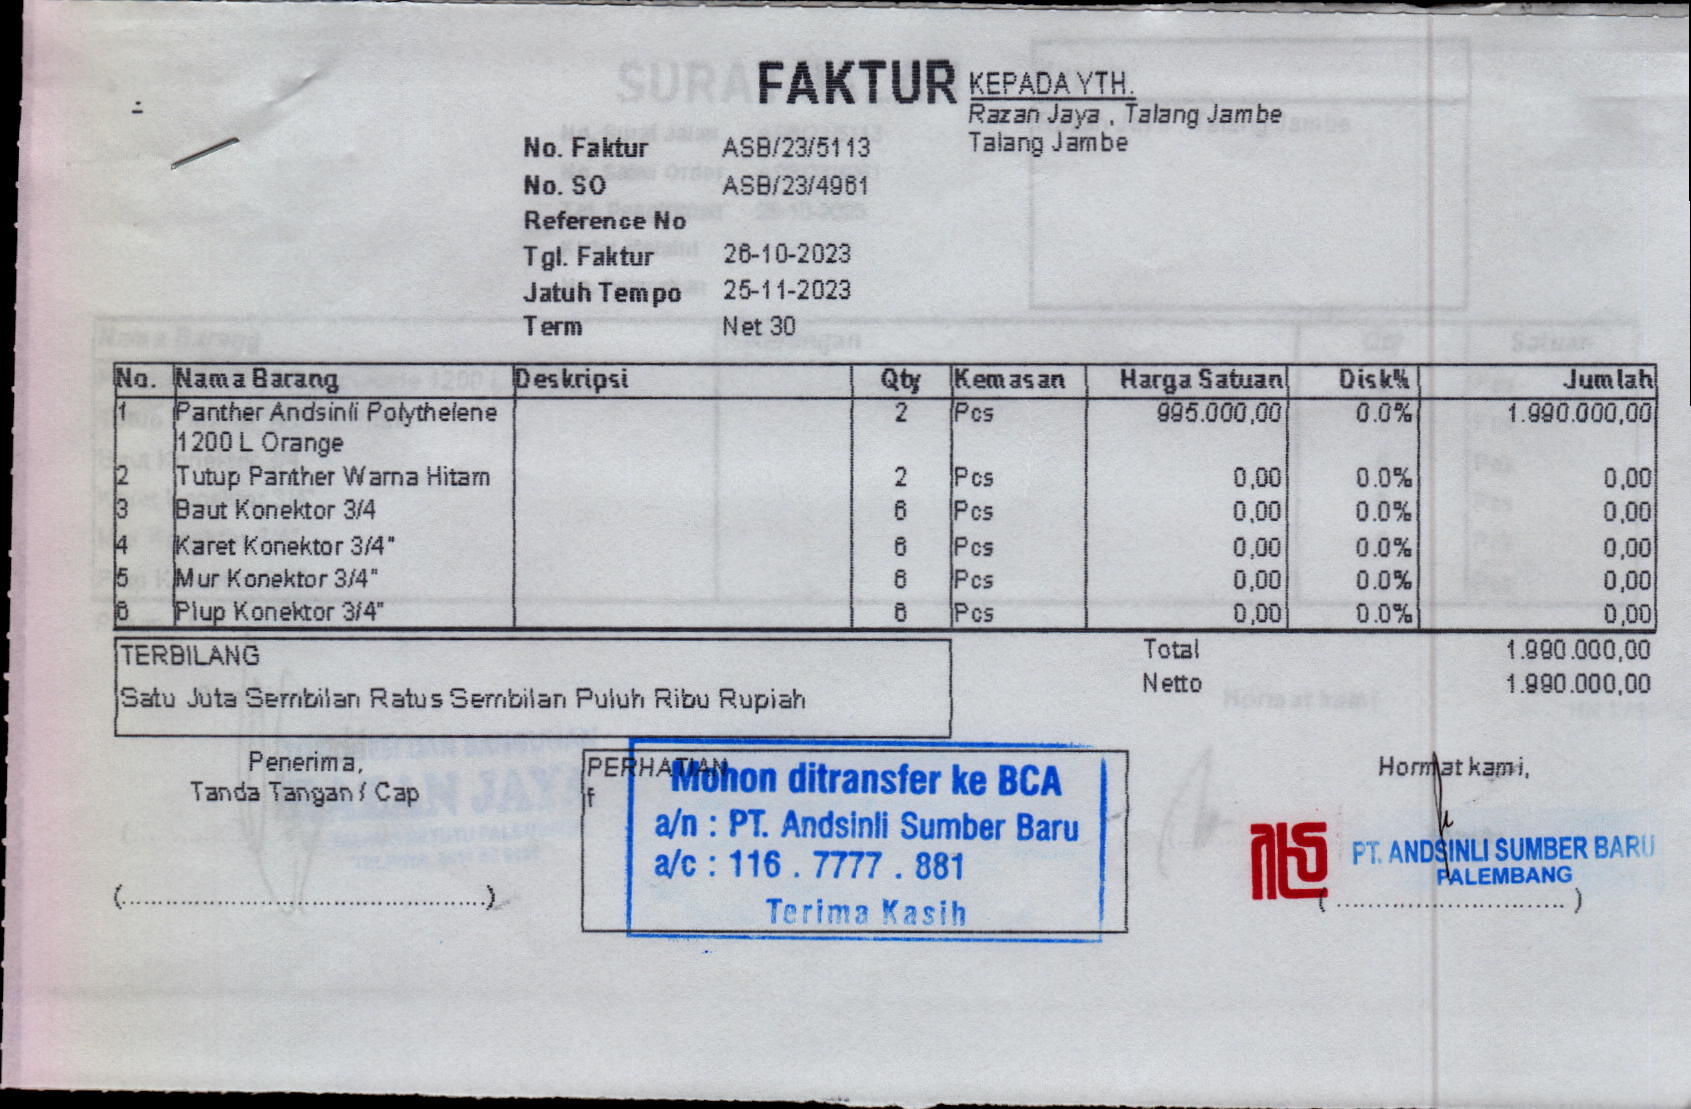 FAKTUR
KEPADA YTH.
Razan Jaya , Talang Jambe
Talang Jambe
No. Faktur ASB/23/5113
No. SO ASB/23/4961
Reference No
Tgl. Faktur 26-10-2023
Jatuh Tempo 25-11-2023
Term Net 30
No. Nama Barang Deskripsi Qty Kemasan Harga Satuan Disk% Jumlah
1 Panther Andsinli Polythelene 2 Pcs 995.000,00 0.0% 1.990.000,00
1200 L Orange
2 Tutup Panther Warna Hitam 2 Pcs 0,00 0.0% 0,00
3 Baut Konektor 3/4 6 Pcs 0,00 0.0% 0,00
4 Karet Konektor 3/4" 6 Pcs 0,00 0.0% 0,00
5 Mur Konektor 3/4" 6 Pcs 0,00 0.0% 0,00
6 Plup Konektor 3/4" 6 Pcs 0,00 0.0% 0,00
TERBILANG
Satu Juta Sembilan Ratus Sembilan Puluh Ribu Rupiah
Total 1.990.000,00
Netto 1.990.000,00
Penerima,
Tanda Tangan / Cap
(..............................................)
PERHATIAN
f
Mohon ditransfer ke BCA
a/n : PT. Andsinli Sumber Baru
a/c : 116 . 7777 . 881
Terima Kasih
Hormat kami,
PT. ANDSINLI SUMBER BARU
PALEMBANG
( ............................. )